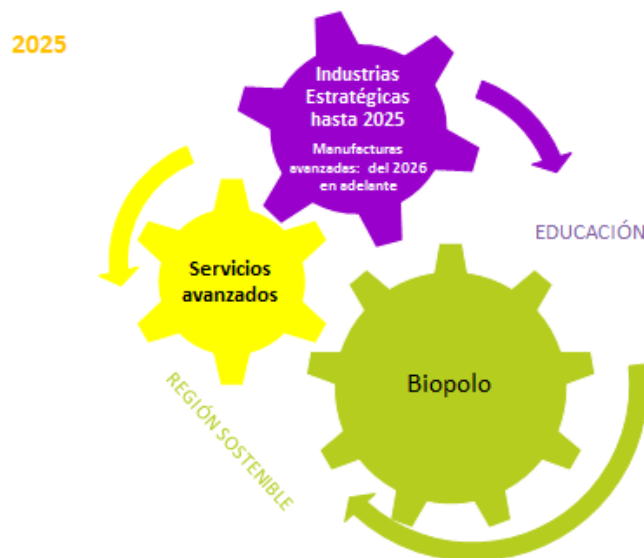 2025
Industrias
Estratégicas
hasta 2025
Manufacturas
avanzadas: del 2026
en adelante
EDUCACIÓN
Servicios
avanzados
Biopolo
REGIÓN SOSTENIBLE